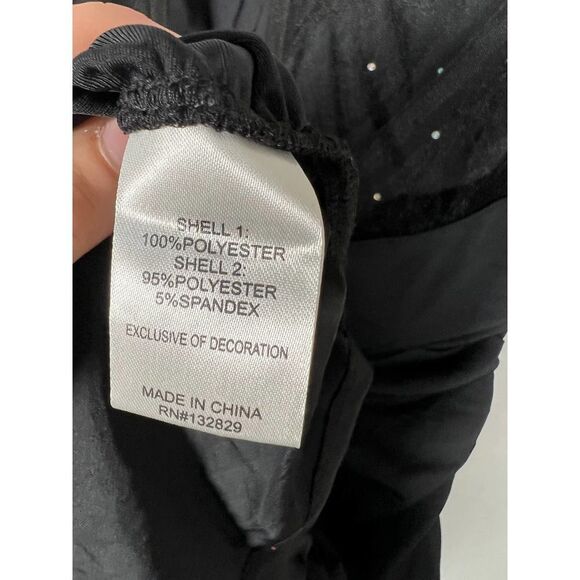 SHELL 1:
100%POLYESTER
SHELL 2:
95%POLYESTER
5%SPANDEX
EXCLUSIVE OF DECORATION
MADE IN CHINA
RN#132829